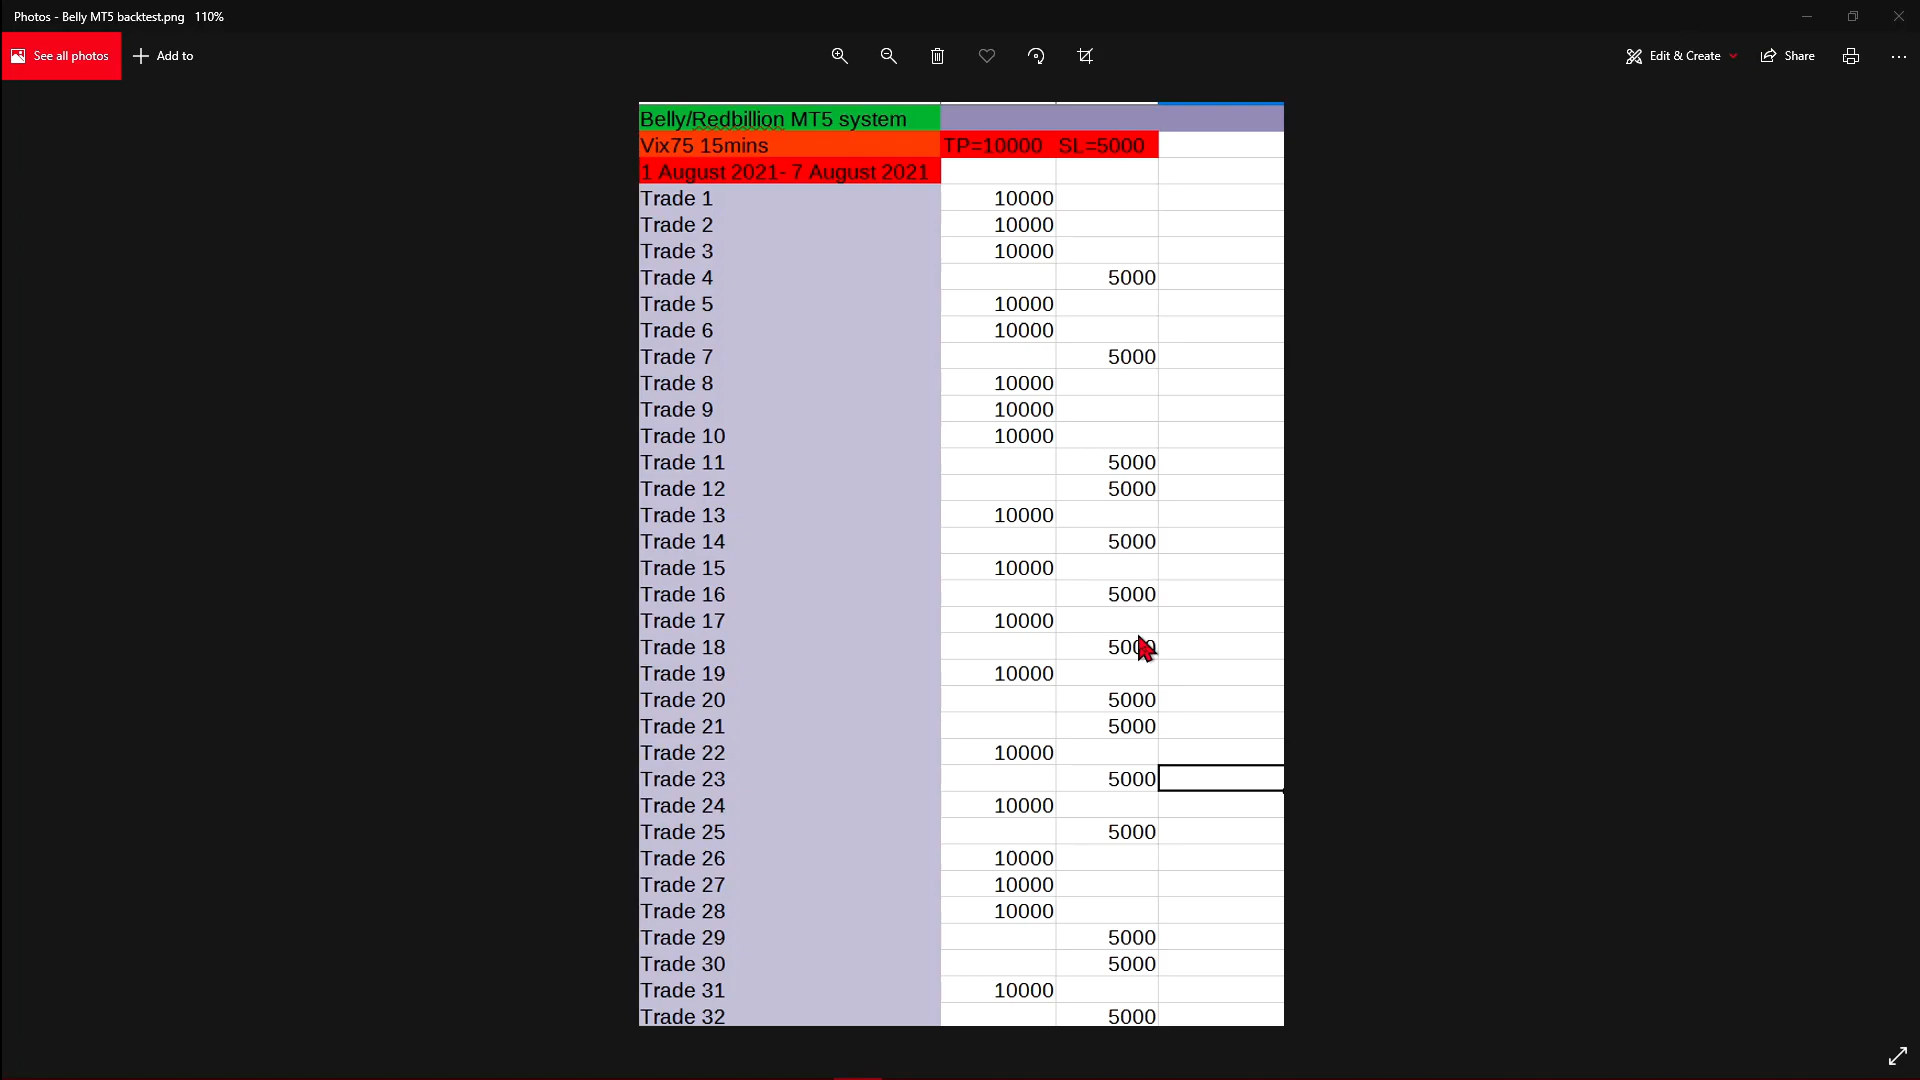 Photos - Belly MT5 backtest.png 110%
See all photos Add to Edit & Create Share
Belly/Redbillion MT5 system
Vix75 15mins TP=10000 SL=5000
1 August 2021- 7 August 2021
Trade 1 10000
Trade 2 10000
Trade 3 10000
Trade 4 5000
Trade 5 10000
Trade 6 10000
Trade 7 5000
Trade 8 10000
Trade 9 10000
Trade 10 10000
Trade 11 5000
Trade 12 5000
Trade 13 10000
Trade 14 5000
Trade 15 10000
Trade 16 5000
Trade 17 10000
Trade 18 5000
Trade 19 10000
Trade 20 5000
Trade 21 5000
Trade 22 10000
Trade 23 5000
Trade 24 10000
Trade 25 5000
Trade 26 10000
Trade 27 10000
Trade 28 10000
Trade 29 5000
Trade 30 5000
Trade 31 10000
Trade 32 5000